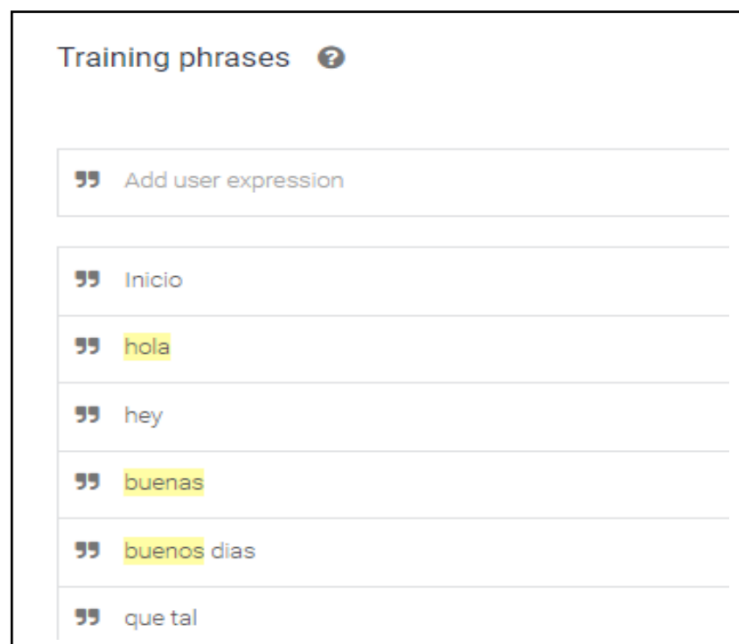 Training phrases ?
Add user expression
Inicio
hola
hey
buenas
buenos dias
que tal